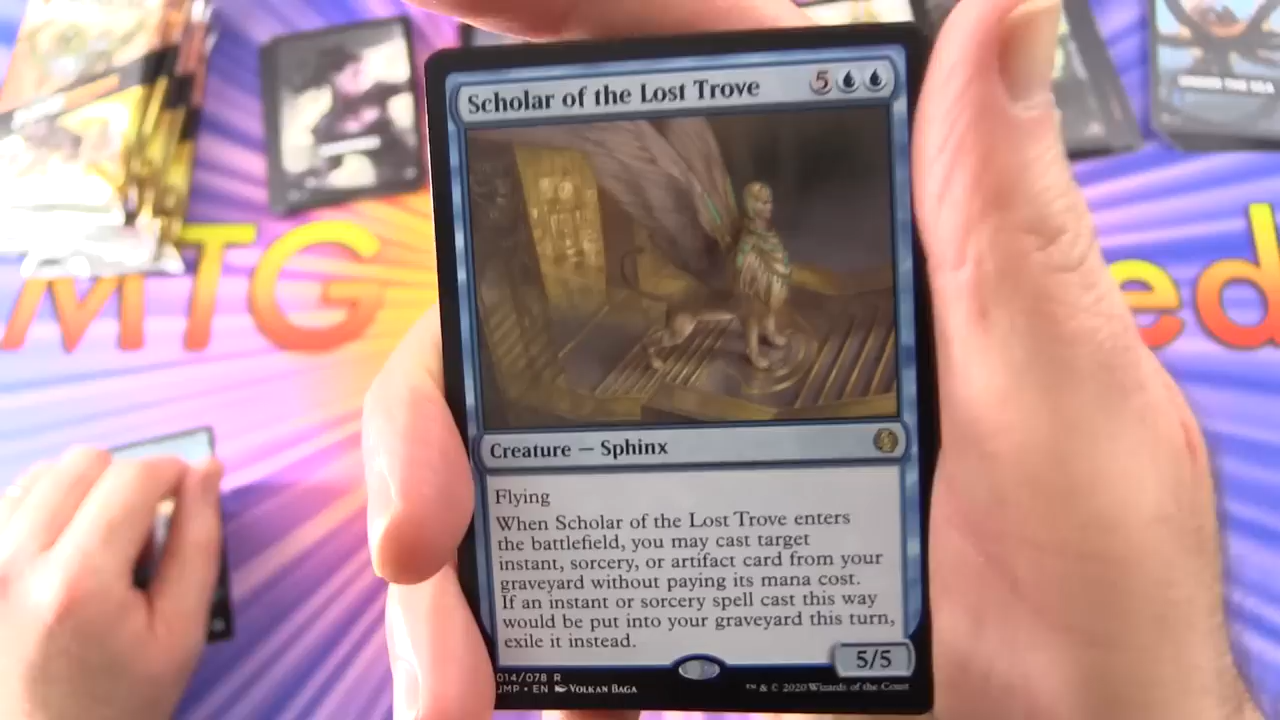 Scholar of the Lost Trove 5
Creature — Sphinx
Flying
When Scholar of the Lost Trove enters
the battlefield, you may cast target
instant, sorcery, or artifact card from your
graveyard without paying its mana cost.
If an instant or sorcery spell cast this way
would be put into your graveyard this turn,
exile it instead.
5/5
014/078 R
JMP • EN VOLKAN BAGA
™ & © 2020 Wizards of the Coast
MTG
ed
UNDER THE SEA